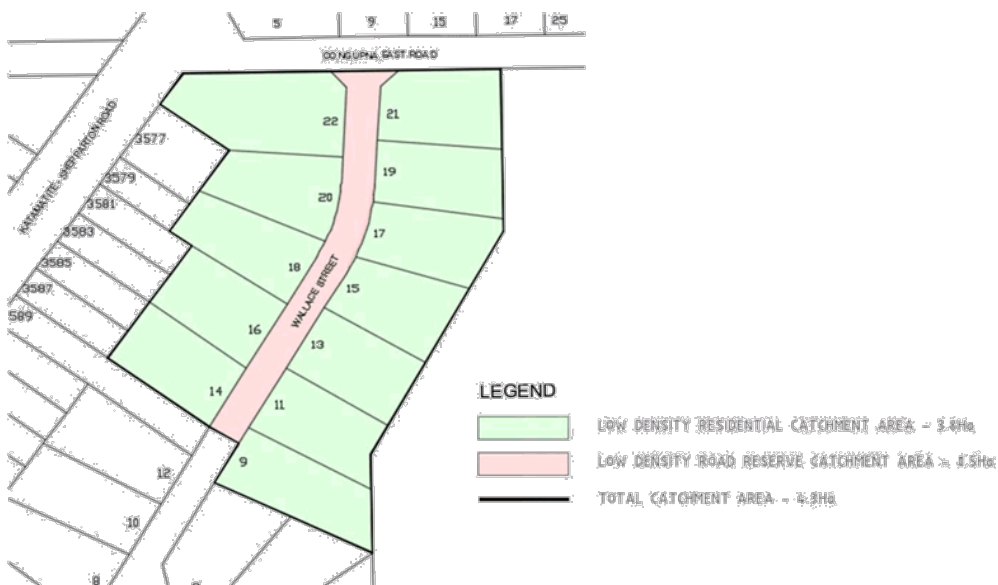 5 9 15 17 25
CONGUPNA EAST ROAD
KATAMATITE - SHEPPARTON ROAD
22 21
3577
19
3579
20
3581
17
3583
18
3585
15
WALLACE STREET
3587
589
16
13
14
11
9
12
10
8
LEGEND
LOW DENSITY RESIDENTIAL CATCHMENT AREA -
LOW DENSITY ROAD RESERVE CATCHMENT AREA -
TOTAL CATCHMENT AREA -